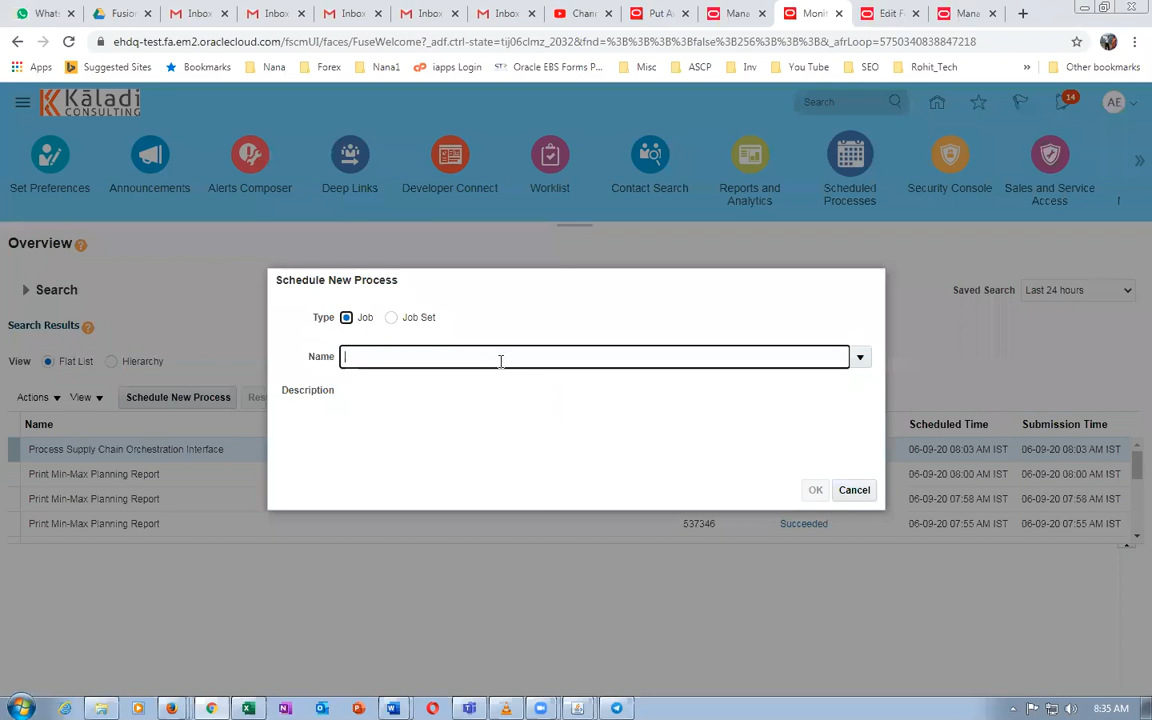 Whats
Fusion
Inbox
Inbox
Inbox
Inbox
Inbox
Chann
Put Av
Mana
Monit
Edit F
Mana
ehdq-test.fa.em2.oraclecloud.com/fscmUI/faces/FuseWelcome?_adf.ctrl-state=tij06clmz_2032&fnd=%3B%3B%3B%3Bfalse%3B256%3B%3B%3B&_afrLoop=5750340838847218
Apps
Suggested Sites
Bookmarks
Nana
Forex
Nana1
iapps Login
Oracle EBS Forms P...
Misc
ASCP
Inv
You Tube
SEO
Rohit_Tech
»
Other bookmarks
Kāladi
CONSULTING
Search
14
AE
Set Preferences
Announcements
Alerts Composer
Deep Links
Developer Connect
Worklist
Contact Search
Reports and
Analytics
Scheduled
Processes
Security Console
Sales and Service
Access
Overview
Search
Saved Search
Last 24 hours
Search Results
View
Flat List
Hierarchy
Actions
View
Schedule New Process
Res
Name
Scheduled Time
Submission Time
Process Supply Chain Orchestration Interface
06-09-20 08:03 AM IST
06-09-20 08:03 AM IST
Print Min-Max Planning Report
06-09-20 08:00 AM IST
06-09-20 08:00 AM IST
Print Min-Max Planning Report
06-09-20 07:58 AM IST
06-09-20 07:58 AM IST
Print Min-Max Planning Report
537346
Succeeded
06-09-20 07:55 AM IST
06-09-20 07:55 AM IST
Schedule New Process
Type
Job
Job Set
Name
Description
OK
Cancel
8:35 AM